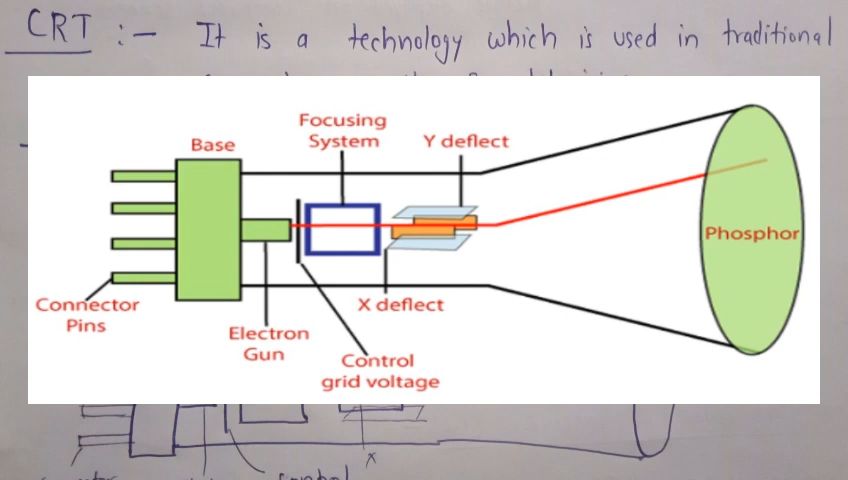 CRT :- It is a technology which is used in traditional
Focusing
System
Y deflect
Base
Phosphor
Connector
Pins
X deflect
Electron
Gun
Control
grid voltage
x
control